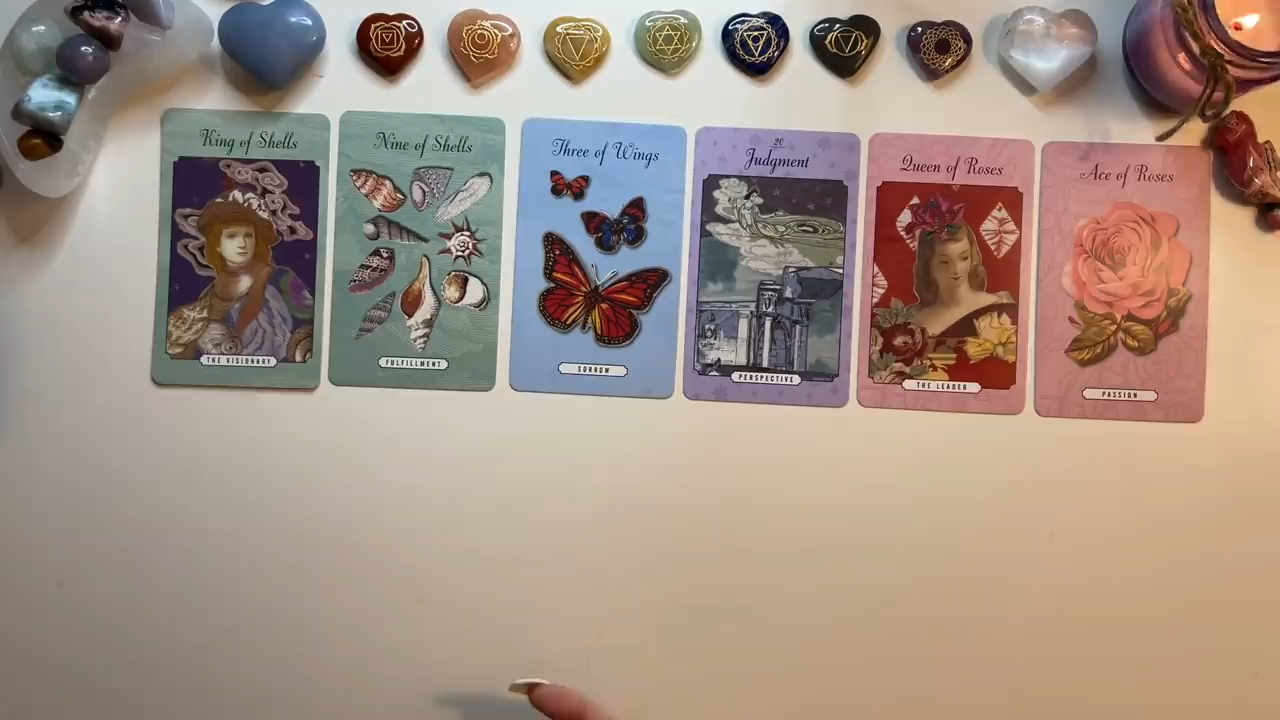 King of Shells
THE VISIONARY
Nine of Shells
FULFILLMENT
Three of Wings
SORROW
20
Judgment
PERSPECTIVE
Queen of Roses
THE LEADER
Ace of Roses
PASSION